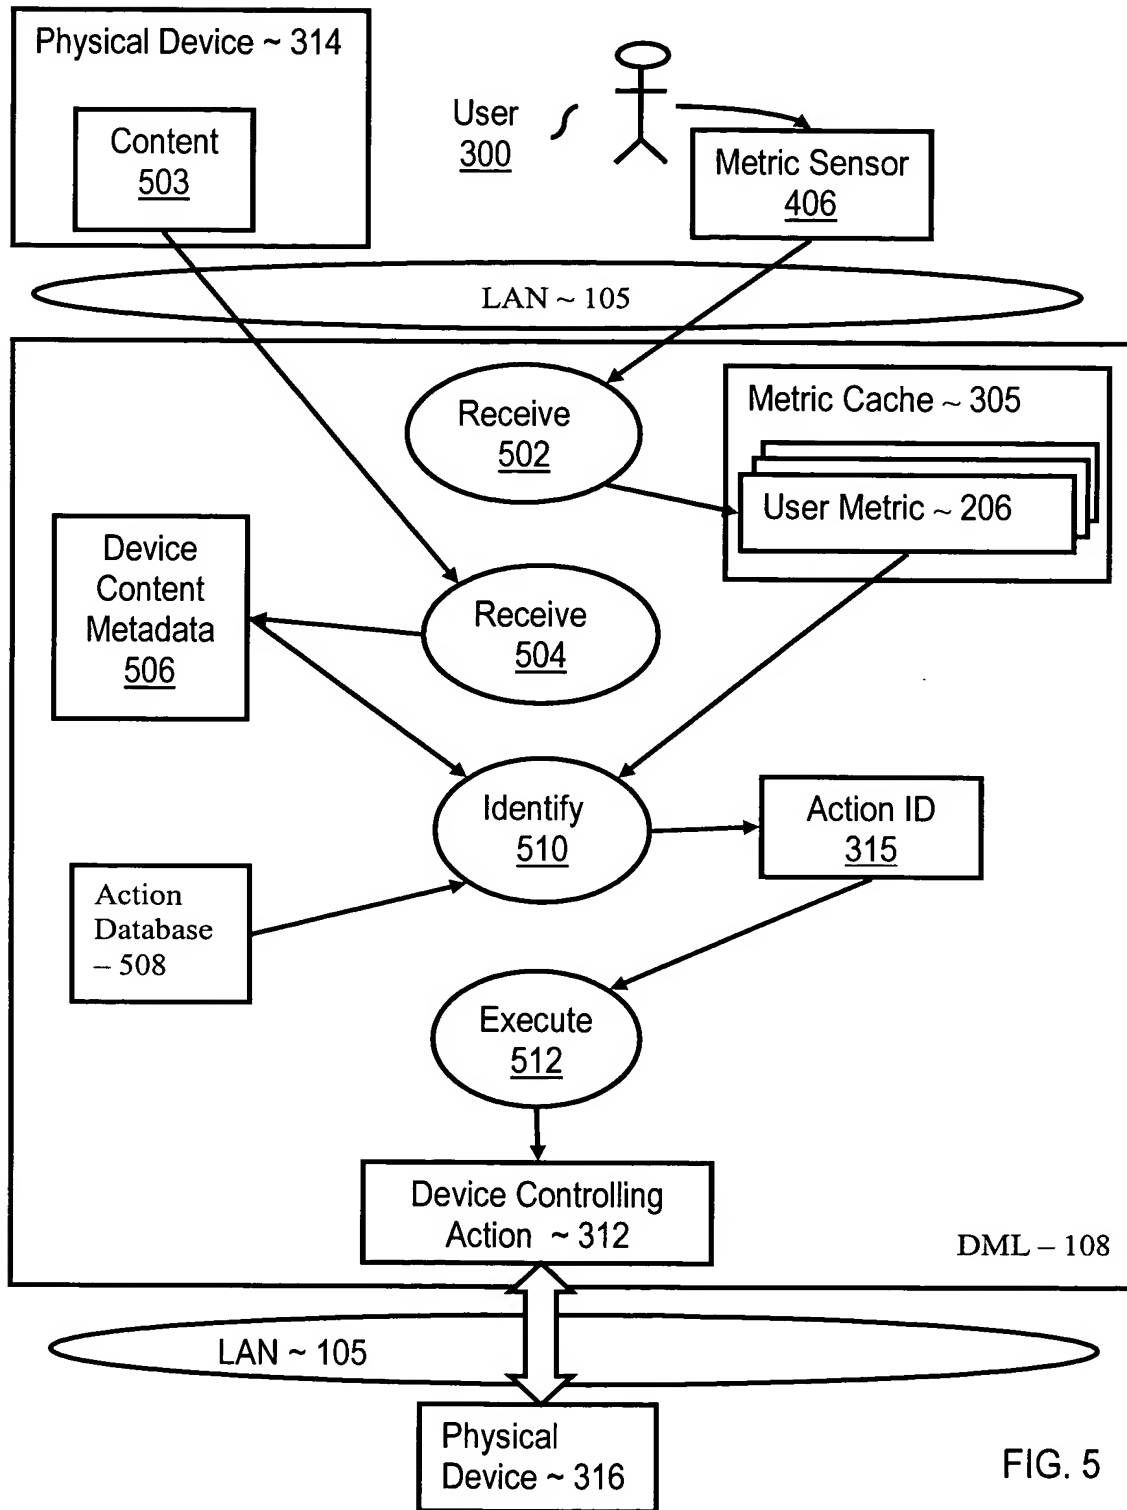 Physical Device ~ 314
Content
503
User
300
Metric Sensor
406
LAN ~ 105
Receive
502
Metric Cache ~ 305
User Metric ~ 206
Device
Content
Metadata
506
Receive
504
Identify
510
Action ID
315
Action
Database
– 508
Execute
512
Device Controlling
Action ~ 312
DML – 108
LAN ~ 105
Physical
Device ~ 316
FIG. 5